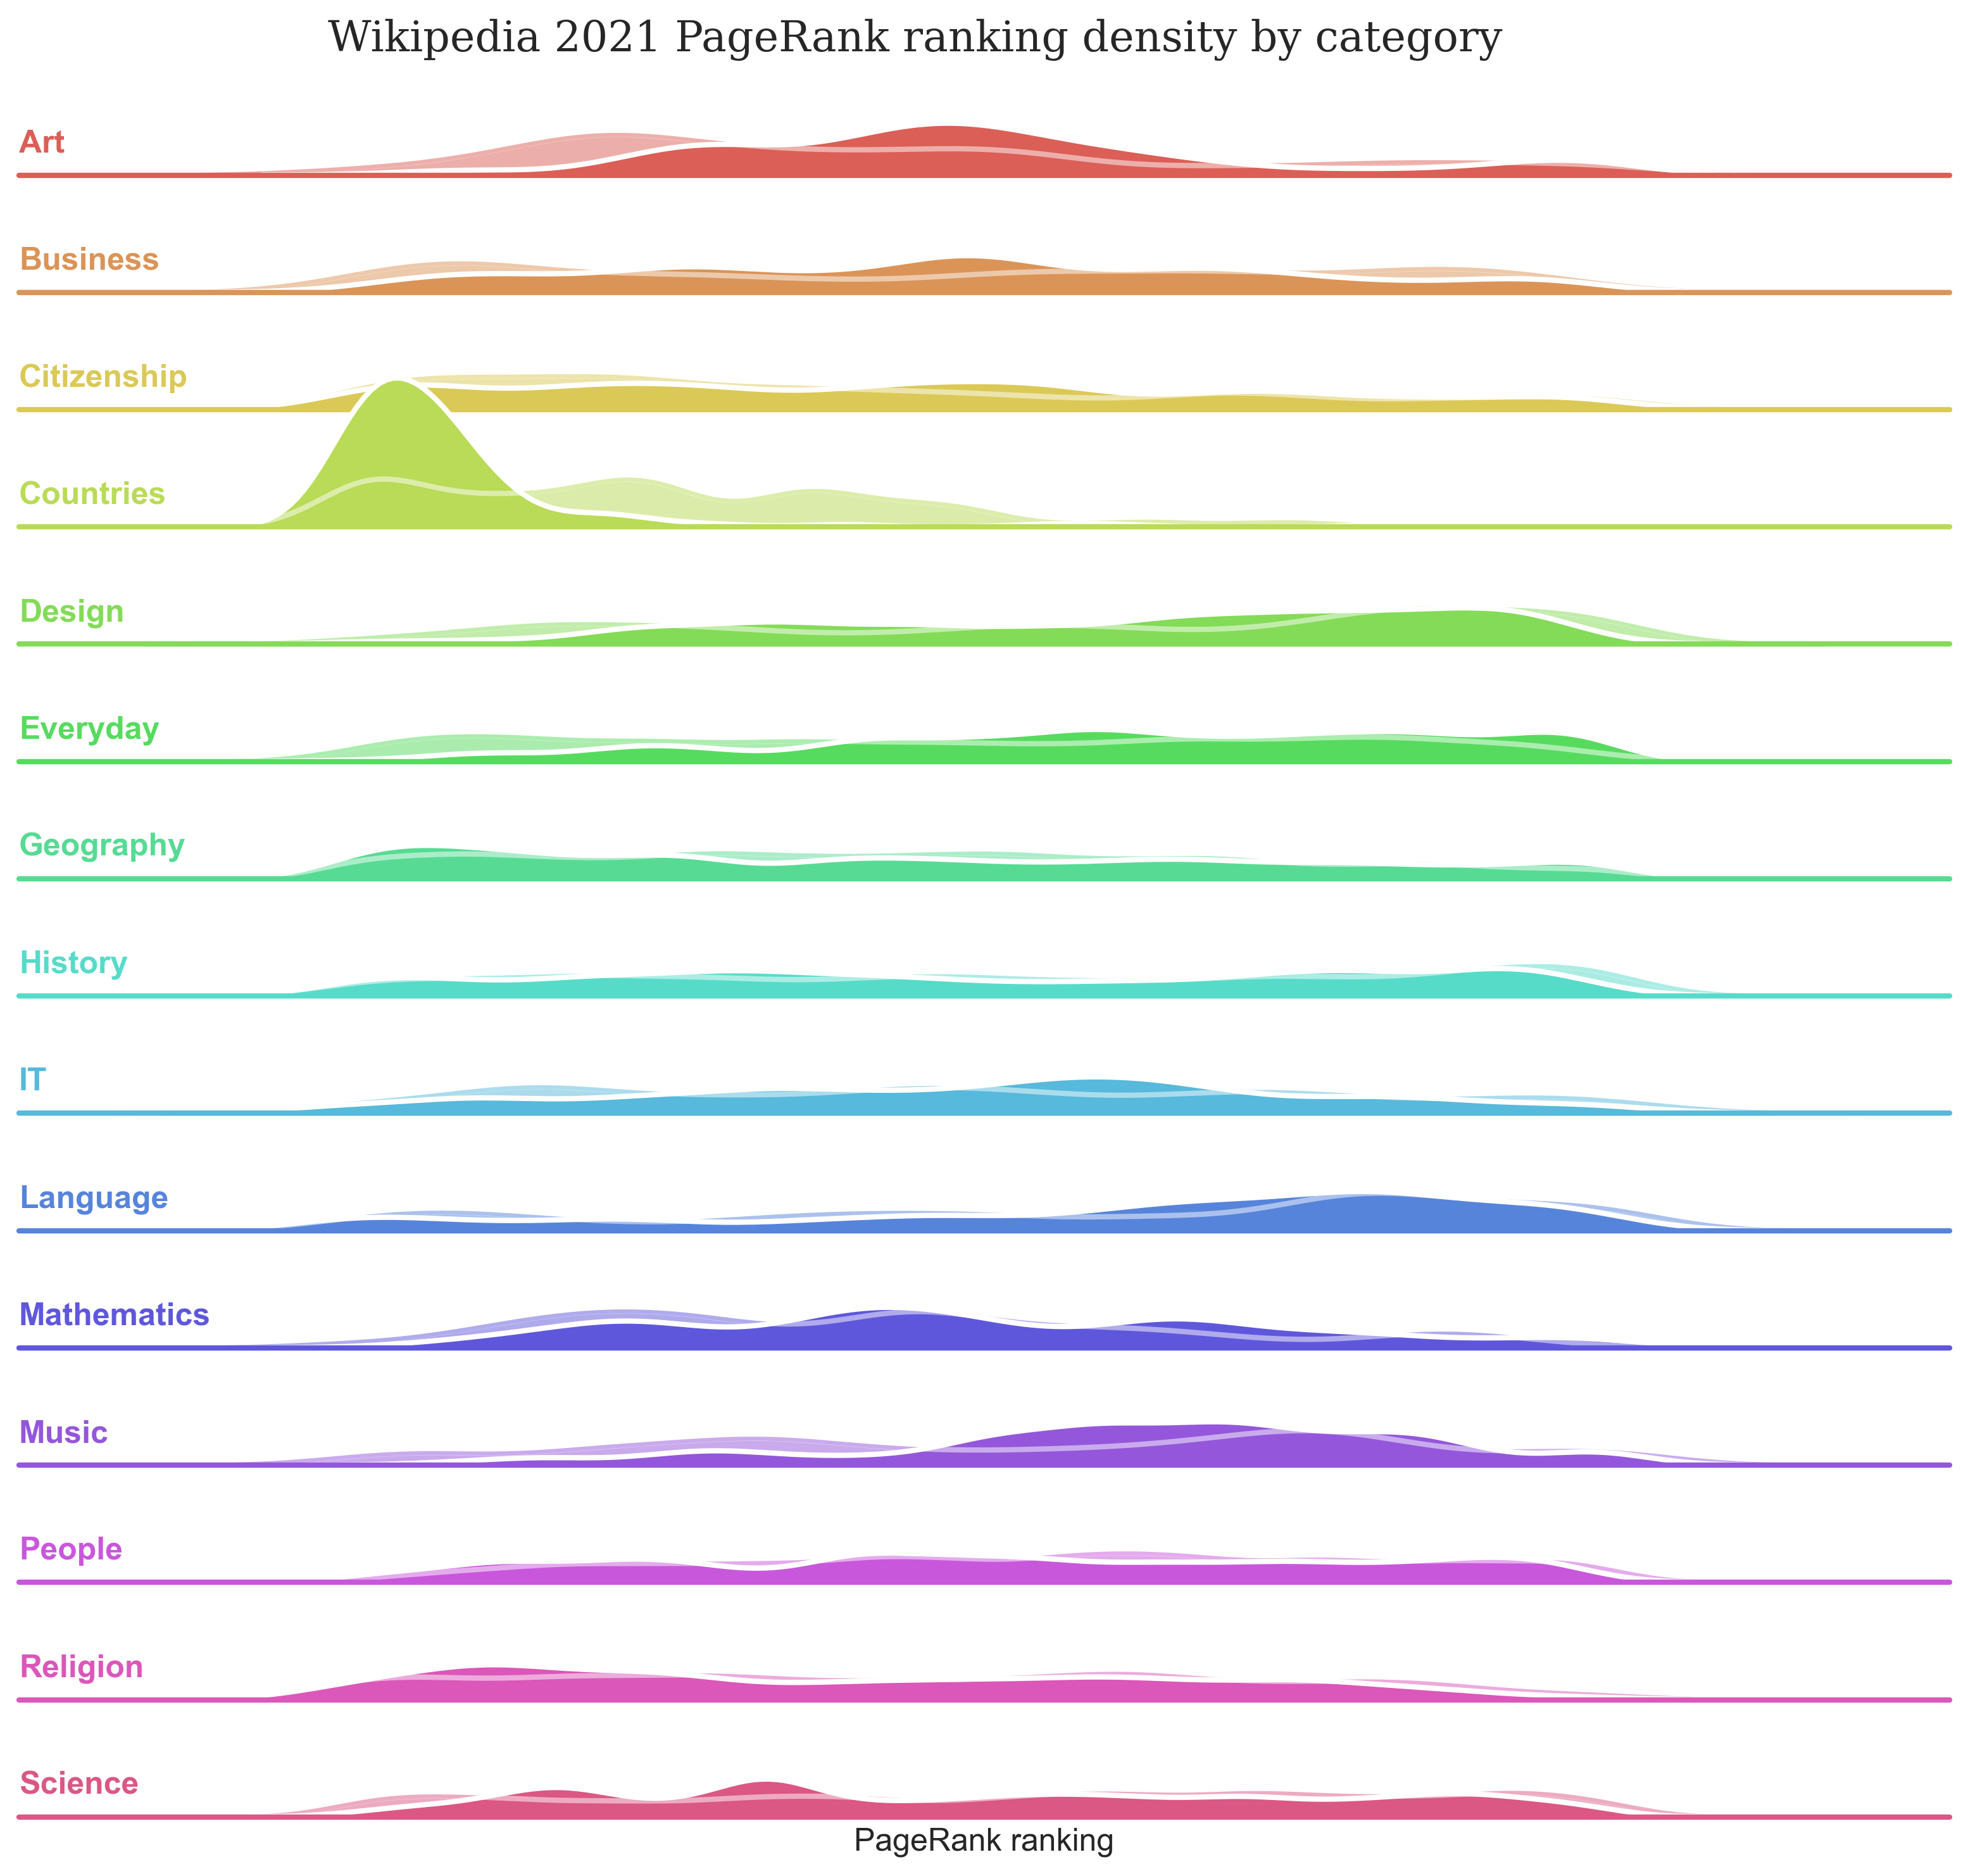 Wikipedia 2021 PageRank ranking density by category
Art
Business
Citizenship
Countries
Design
Everyday
Geography
History
IT
Language
Mathematics
Music
People
Religion
Science
PageRank ranking